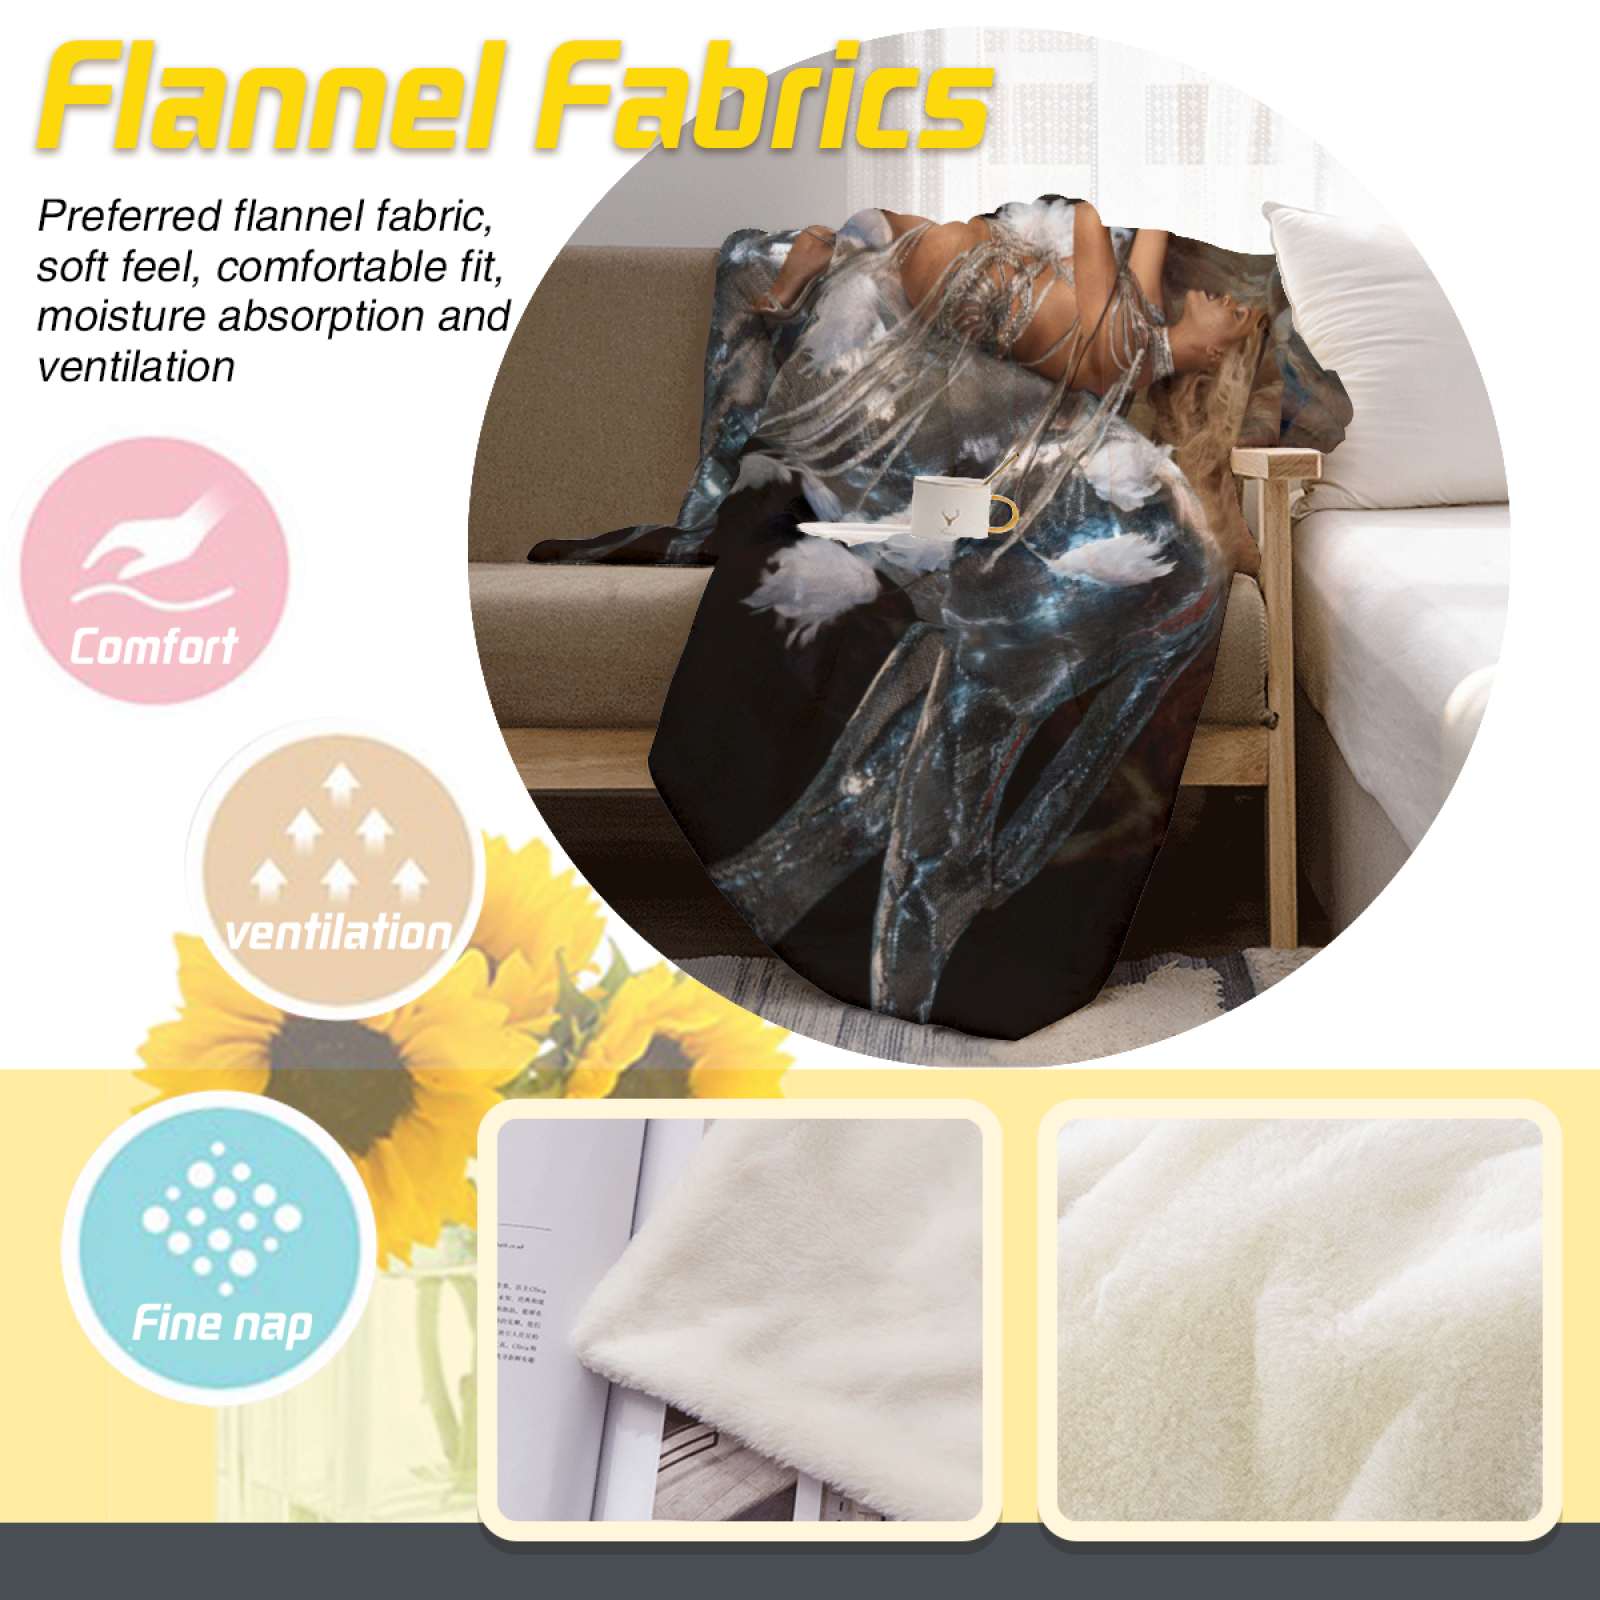 Flannel Fabrics
Preferred flannel fabric,
soft feel, comfortable fit,
moisture absorption and
ventilation
Comfort
ventilation
Fine nap